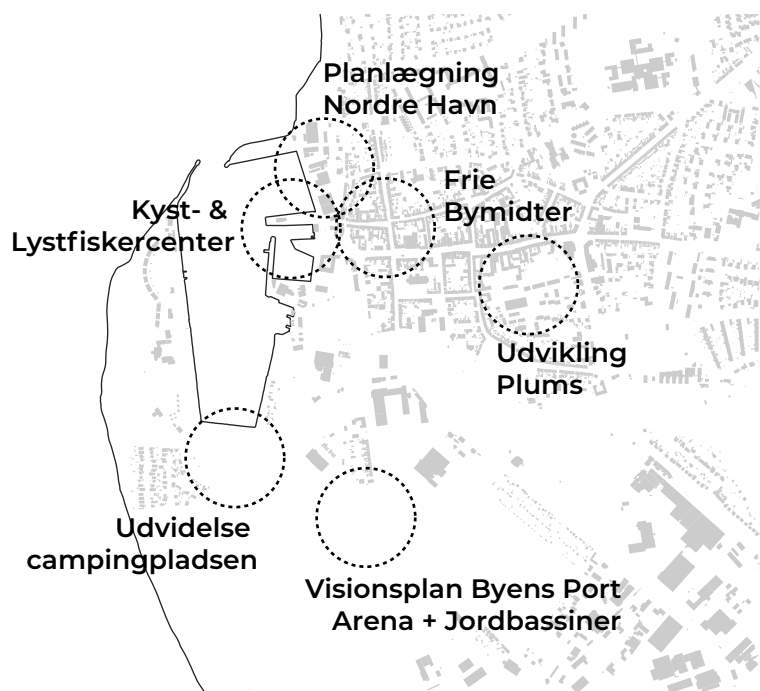 Planlægning
Nordre Havn
Frie
Bymidter
Kyst- &
Lystfiskercenter
Udvikling
Plums
Udvidelse
campingpladsen
Visionsplan Byens Port
Arena + Jordbassiner